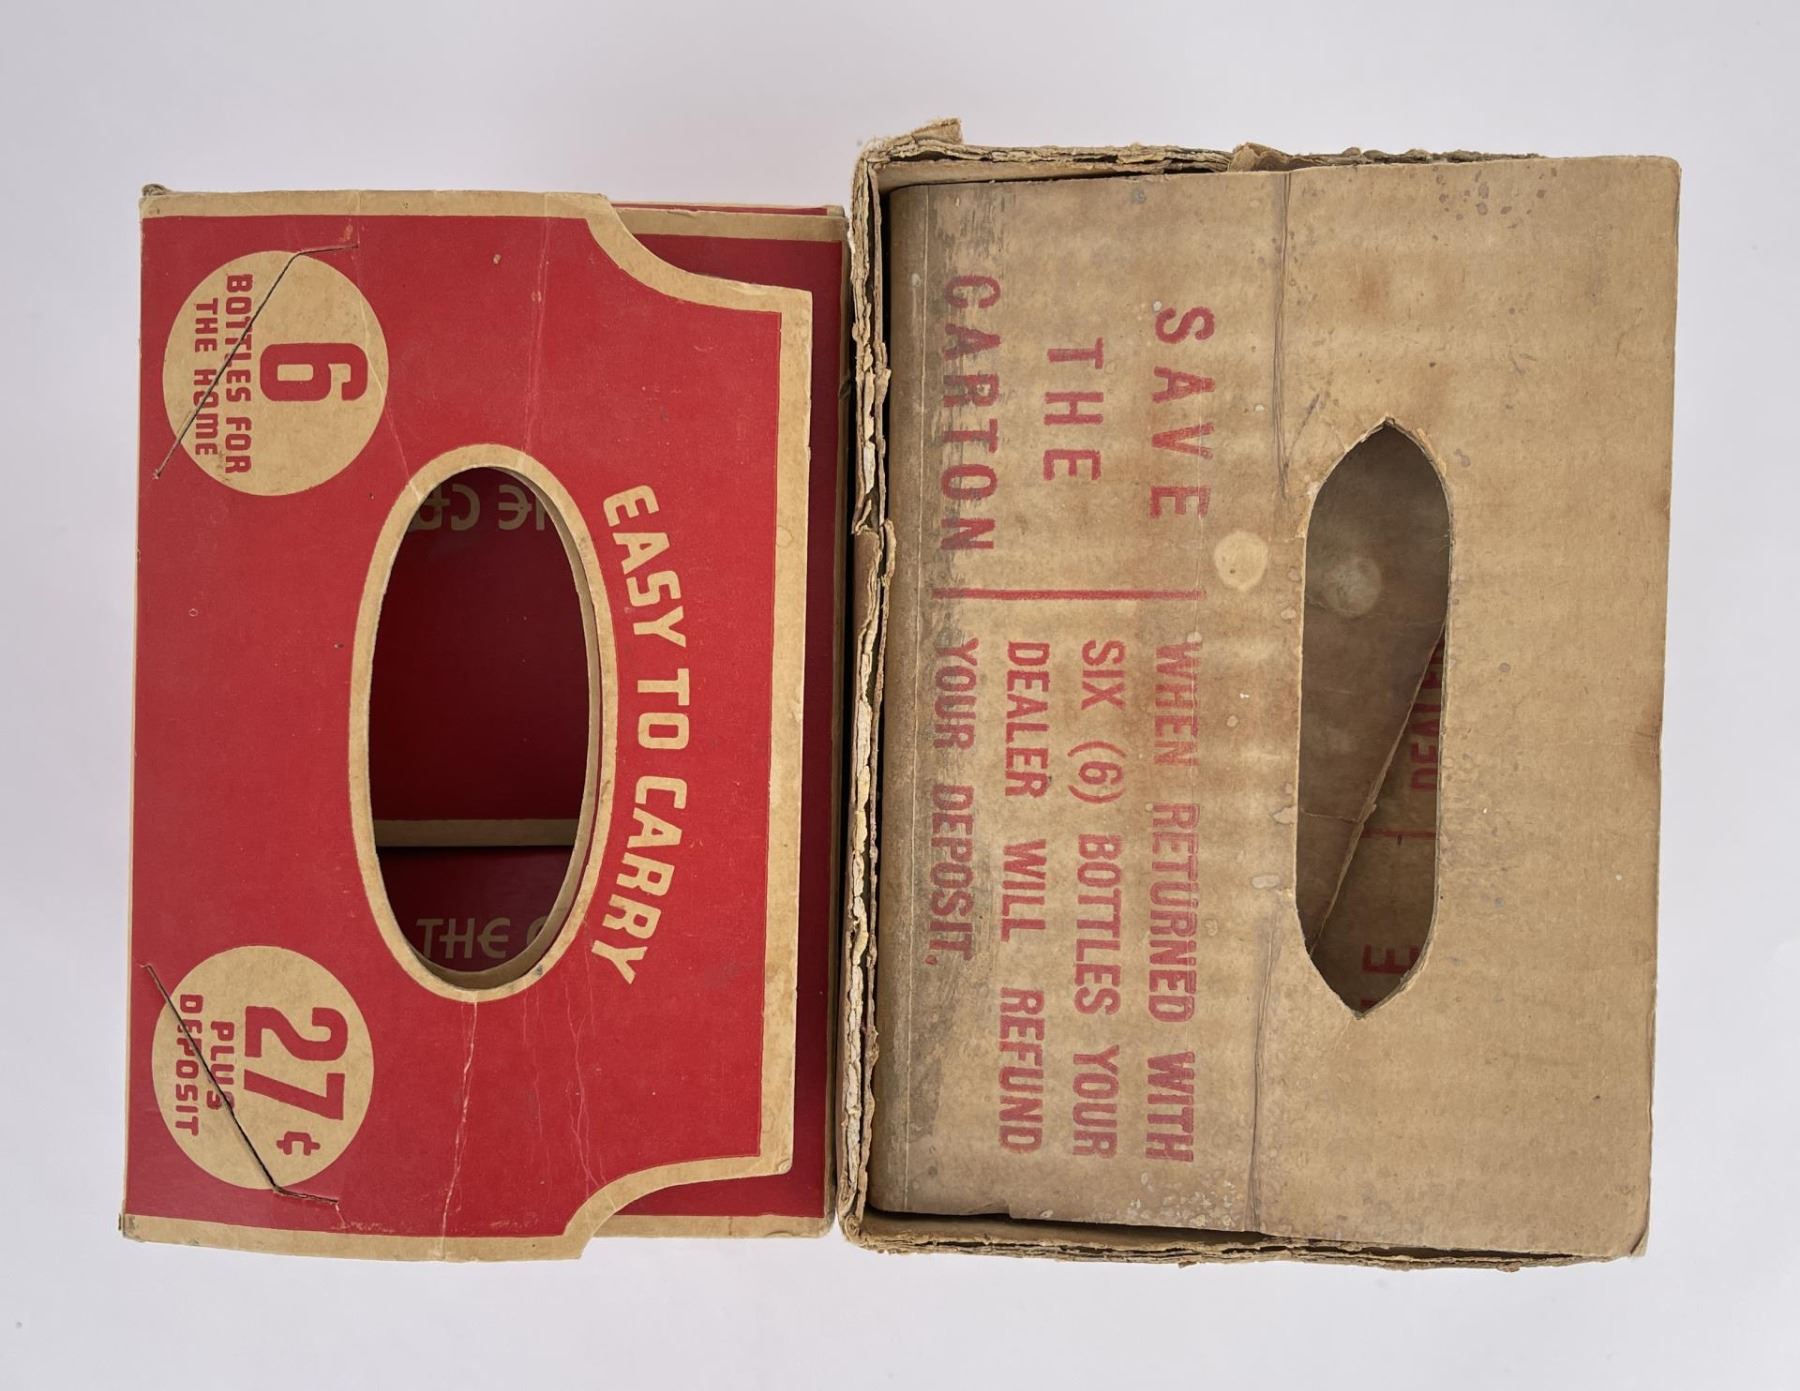 6
BOTTLES FOR
THE HOME
EASY TO CARRY
27¢
PLUS
DEPOSIT
THE
SAVE
THE
CARTON
WHEN RETURNED WITH
SIX (6) BOTTLES YOUR
DEALER WILL REFUND
YOUR DEPOSIT.